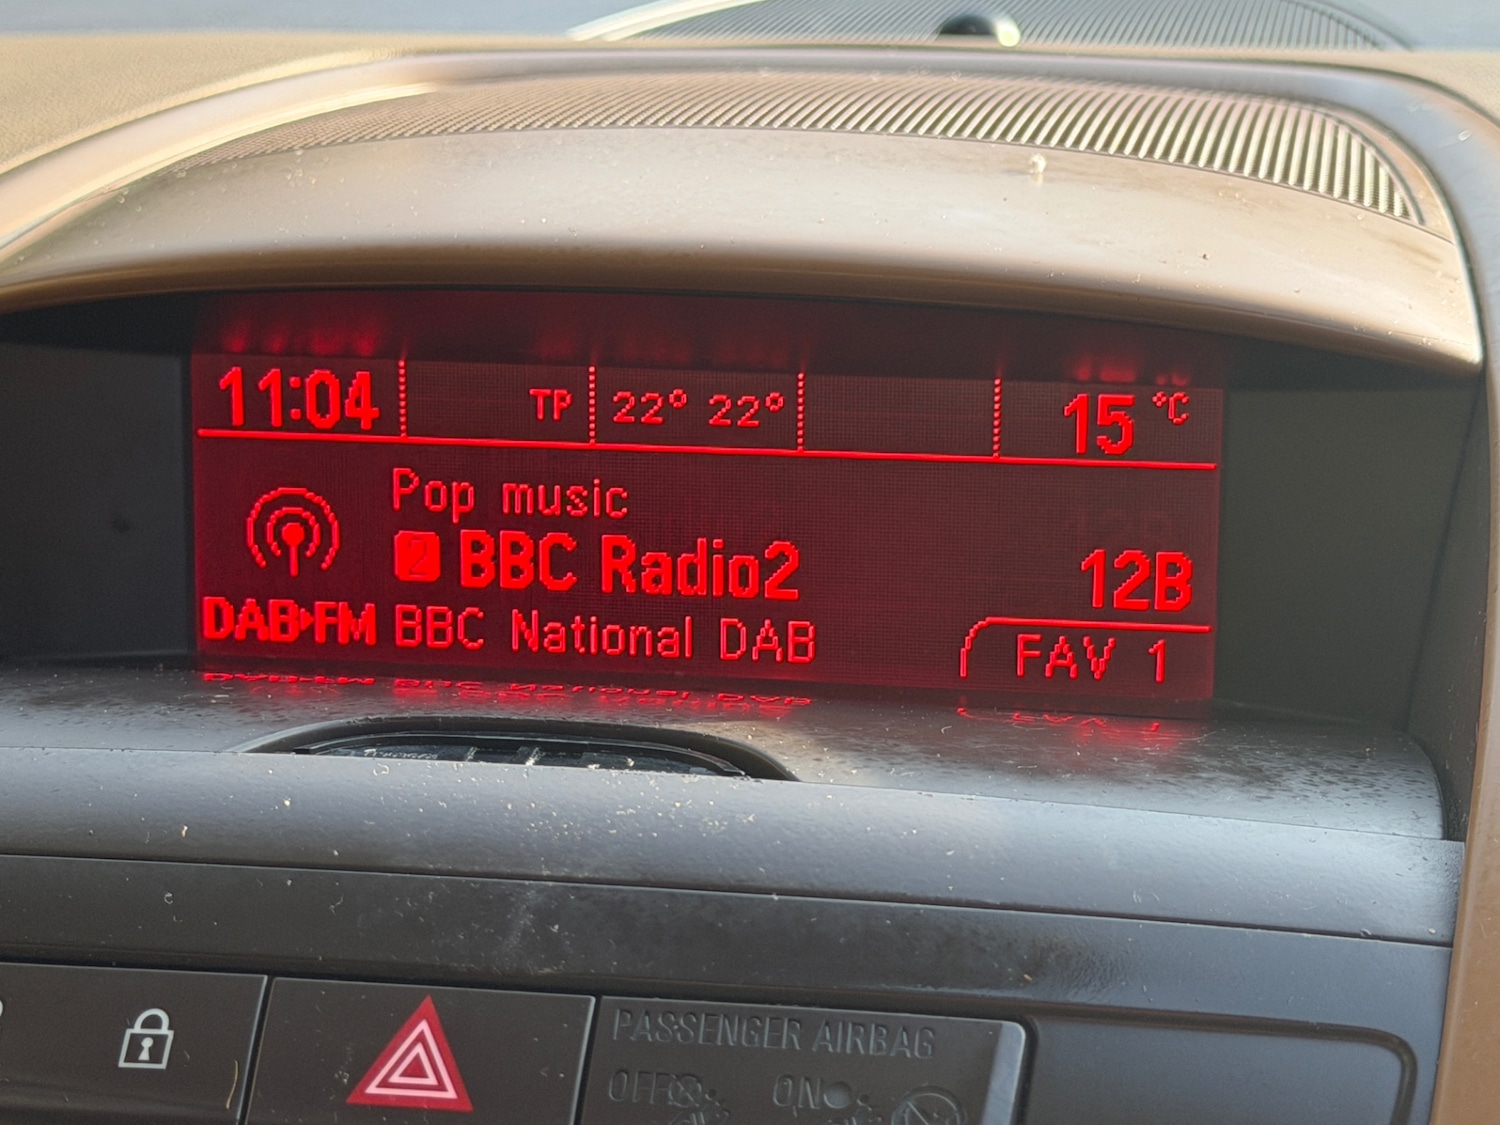 11:04 TP 22° 22° 15 °C
Pop music
2 BBC Radio2 12B
DAB▸FM BBC National DAB FAV 1
PASSENGER AIRBAG
OFF ON